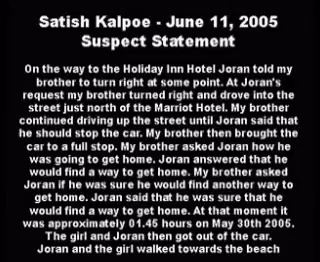 Satish Kalpoe - June 11, 2005
Suspect Statement
On the way to the Holiday Inn Hotel Joran told my
brother to turn right at some point. At Joran's
request my brother turned right and drove into the
street just north of the Marriot Hotel. My brother
continued driving up the street until Joran said that
he should stop the car. My brother then brought the
car to a full stop. My brother asked Joran how he
was going to get home. Joran answered that he
would find a way to get home. My brother asked
Joran if he was sure he would find another way to
get home. Joran said that he was sure that he
would find a way to get home. At that moment it
was approximately 01.45 hours on May 30th 2005.
The girl and Joran then got out of the car.
Joran and the girl walked towards the beach